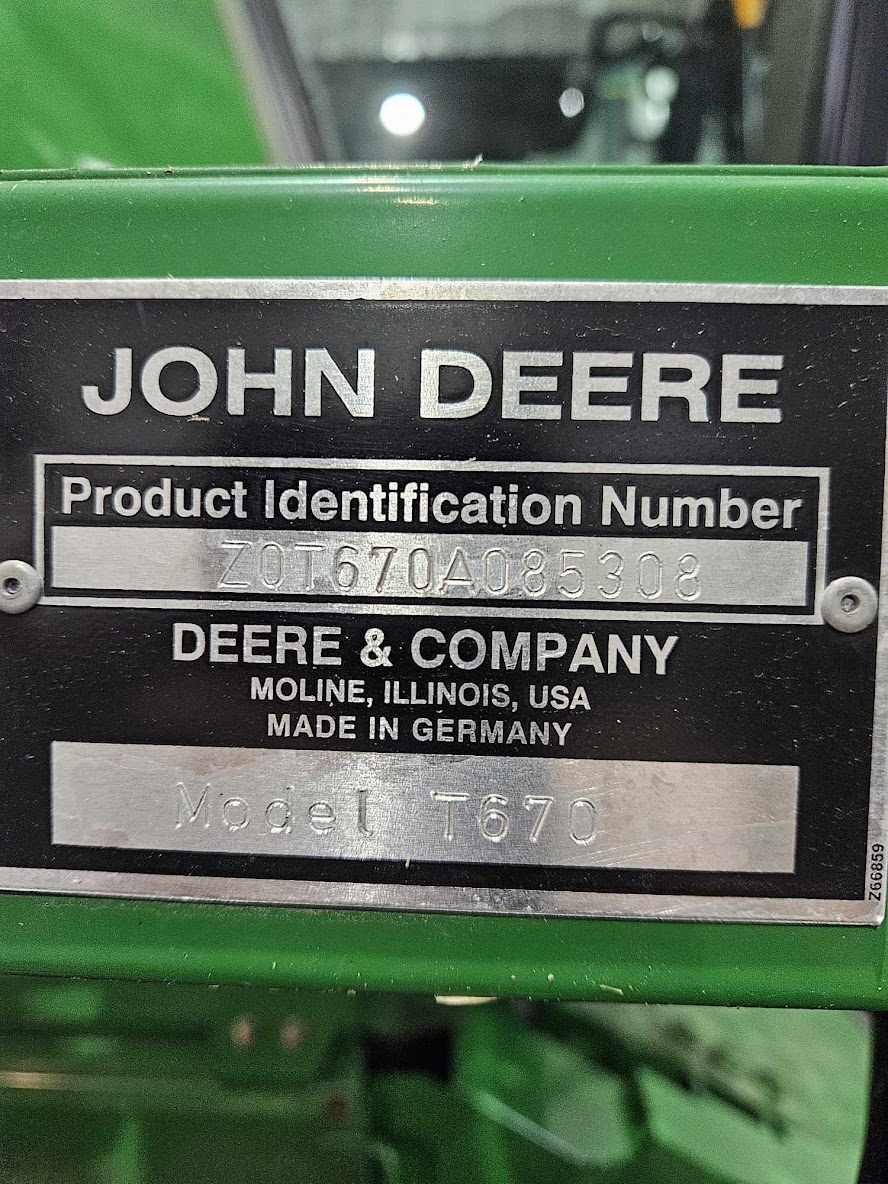 JOHN DEERE
Product Identification Number
Z0T670A085308
DEERE & COMPANY
MOLINE, ILLINOIS, USA
MADE IN GERMANY
Model T670
Z66859